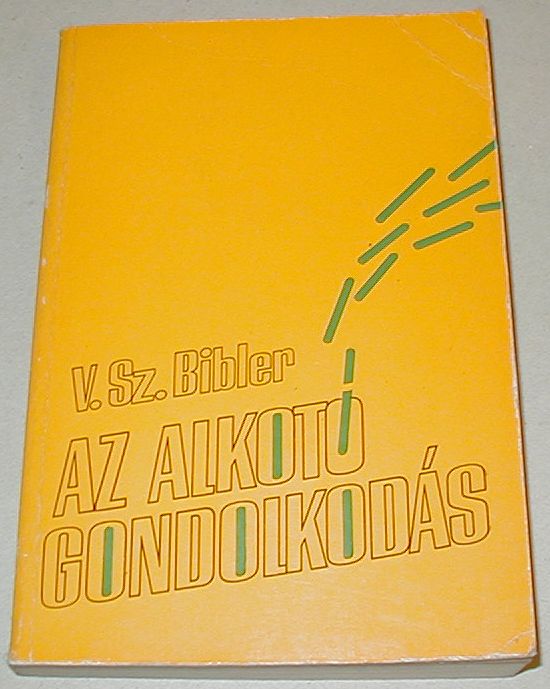 V. Sz. Bibler
AZ ALKOTÓ
GONDOLKODÁS